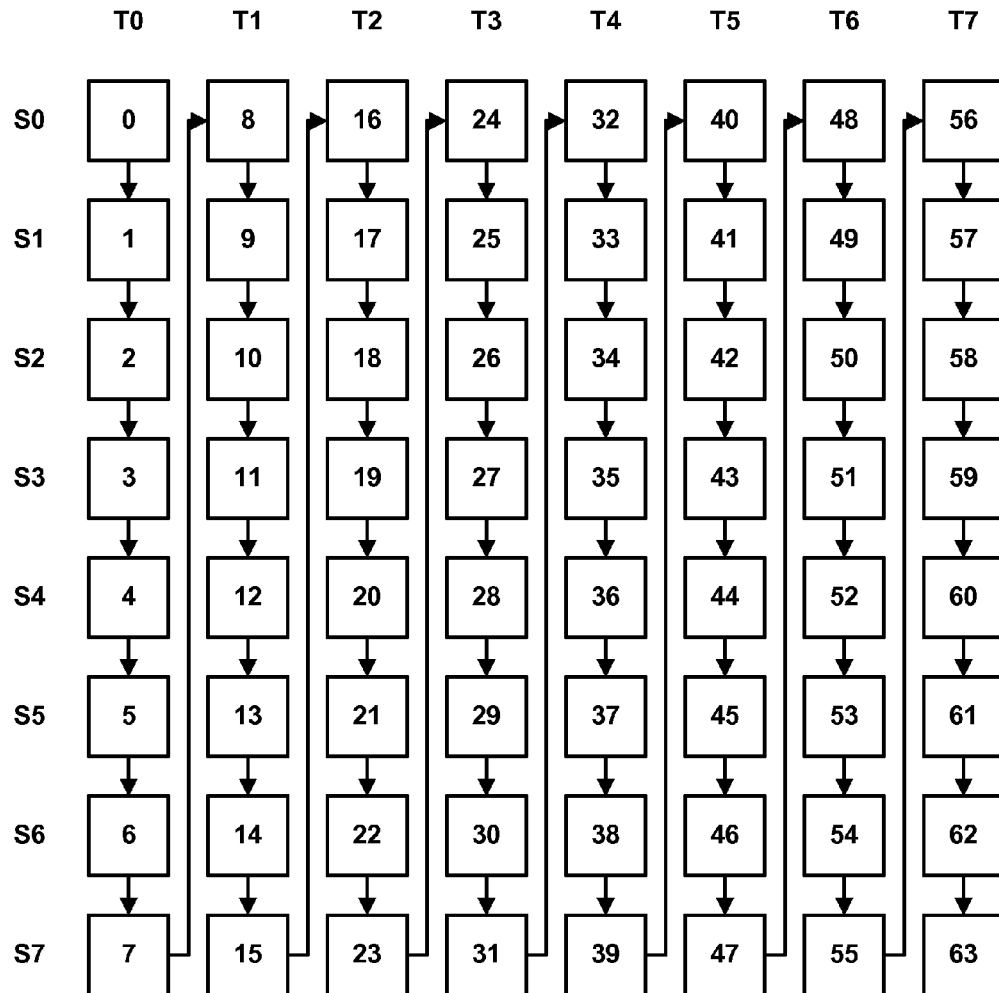 T0 T1 T2 T3 T4 T5 T6 T7
S0 0 8 16 24 32 40 48 56
S1 1 9 17 25 33 41 49 57
S2 2 10 18 26 34 42 50 58
S3 3 11 19 27 35 43 51 59
S4 4 12 20 28 36 44 52 60
S5 5 13 21 29 37 45 53 61
S6 6 14 22 30 38 46 54 62
S7 7 15 23 31 39 47 55 63